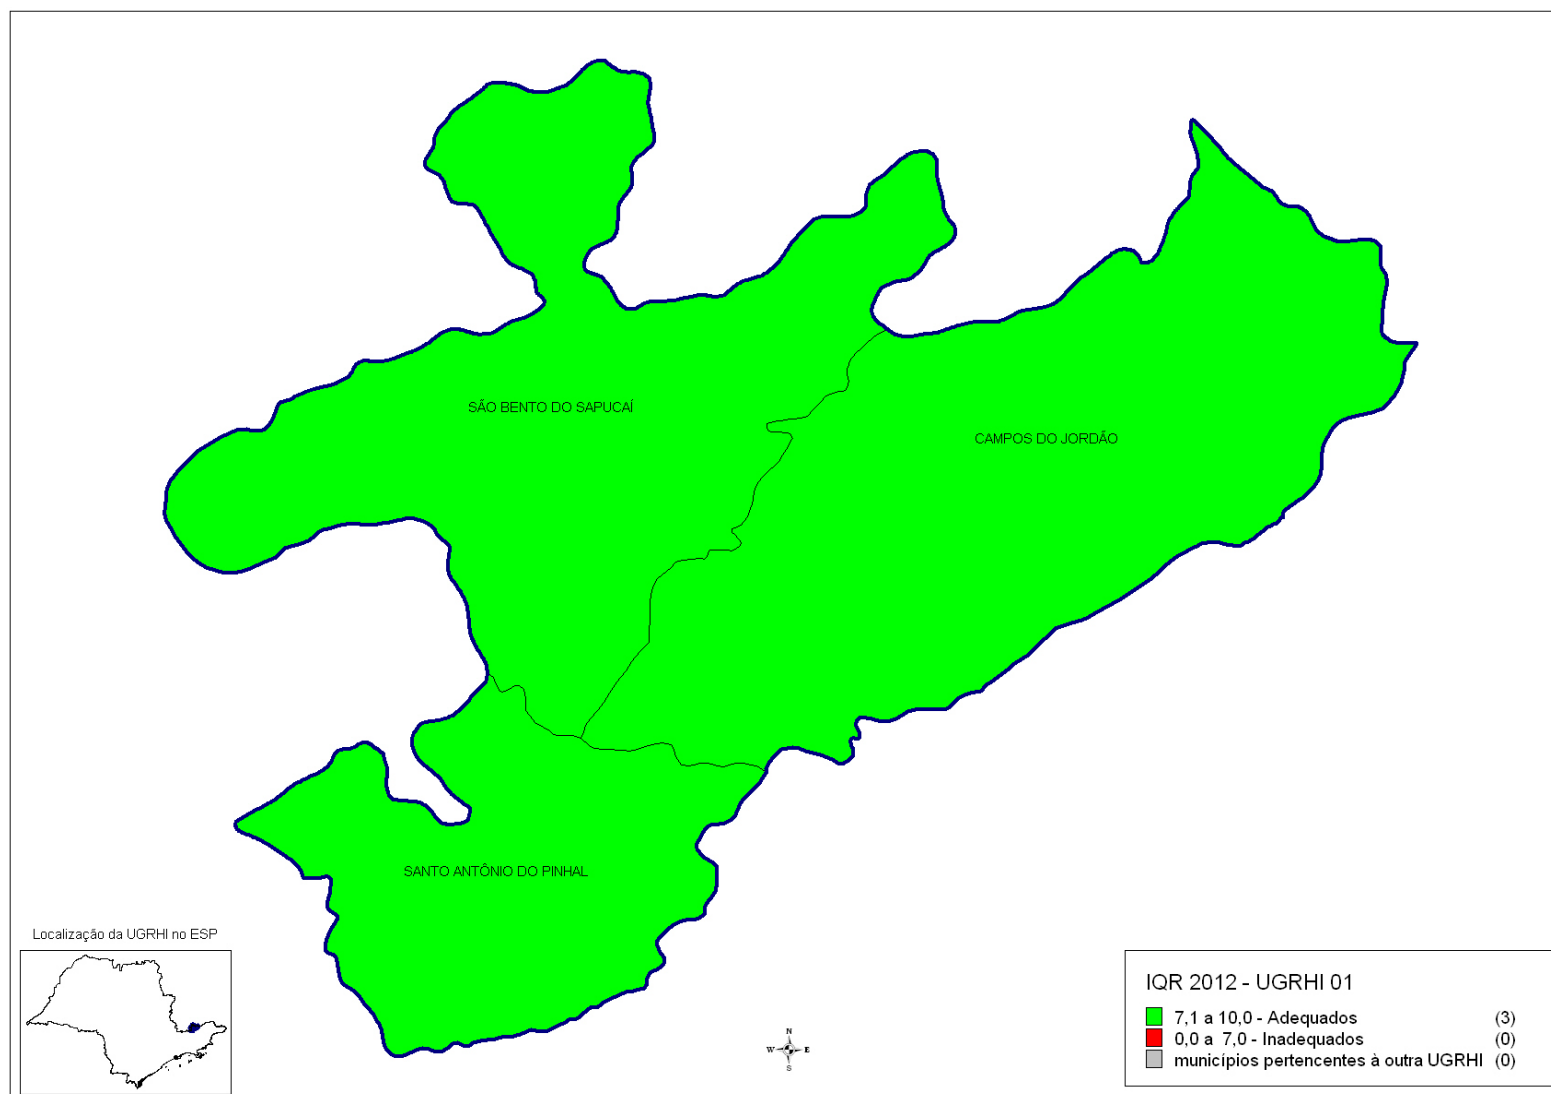 SÃO BENTO DO SAPUCAÍ
CAMPOS DO JORDÃO
SANTO ANTÔNIO DO PINHAL
Localização da UGRHI no ESP
N
W E
S
IQR 2012 - UGRHI 01
7,1 a 10,0 - Adequados (3)
0,0 a 7,0 - Inadequados (0)
municípios pertencentes à outra UGRHI (0)